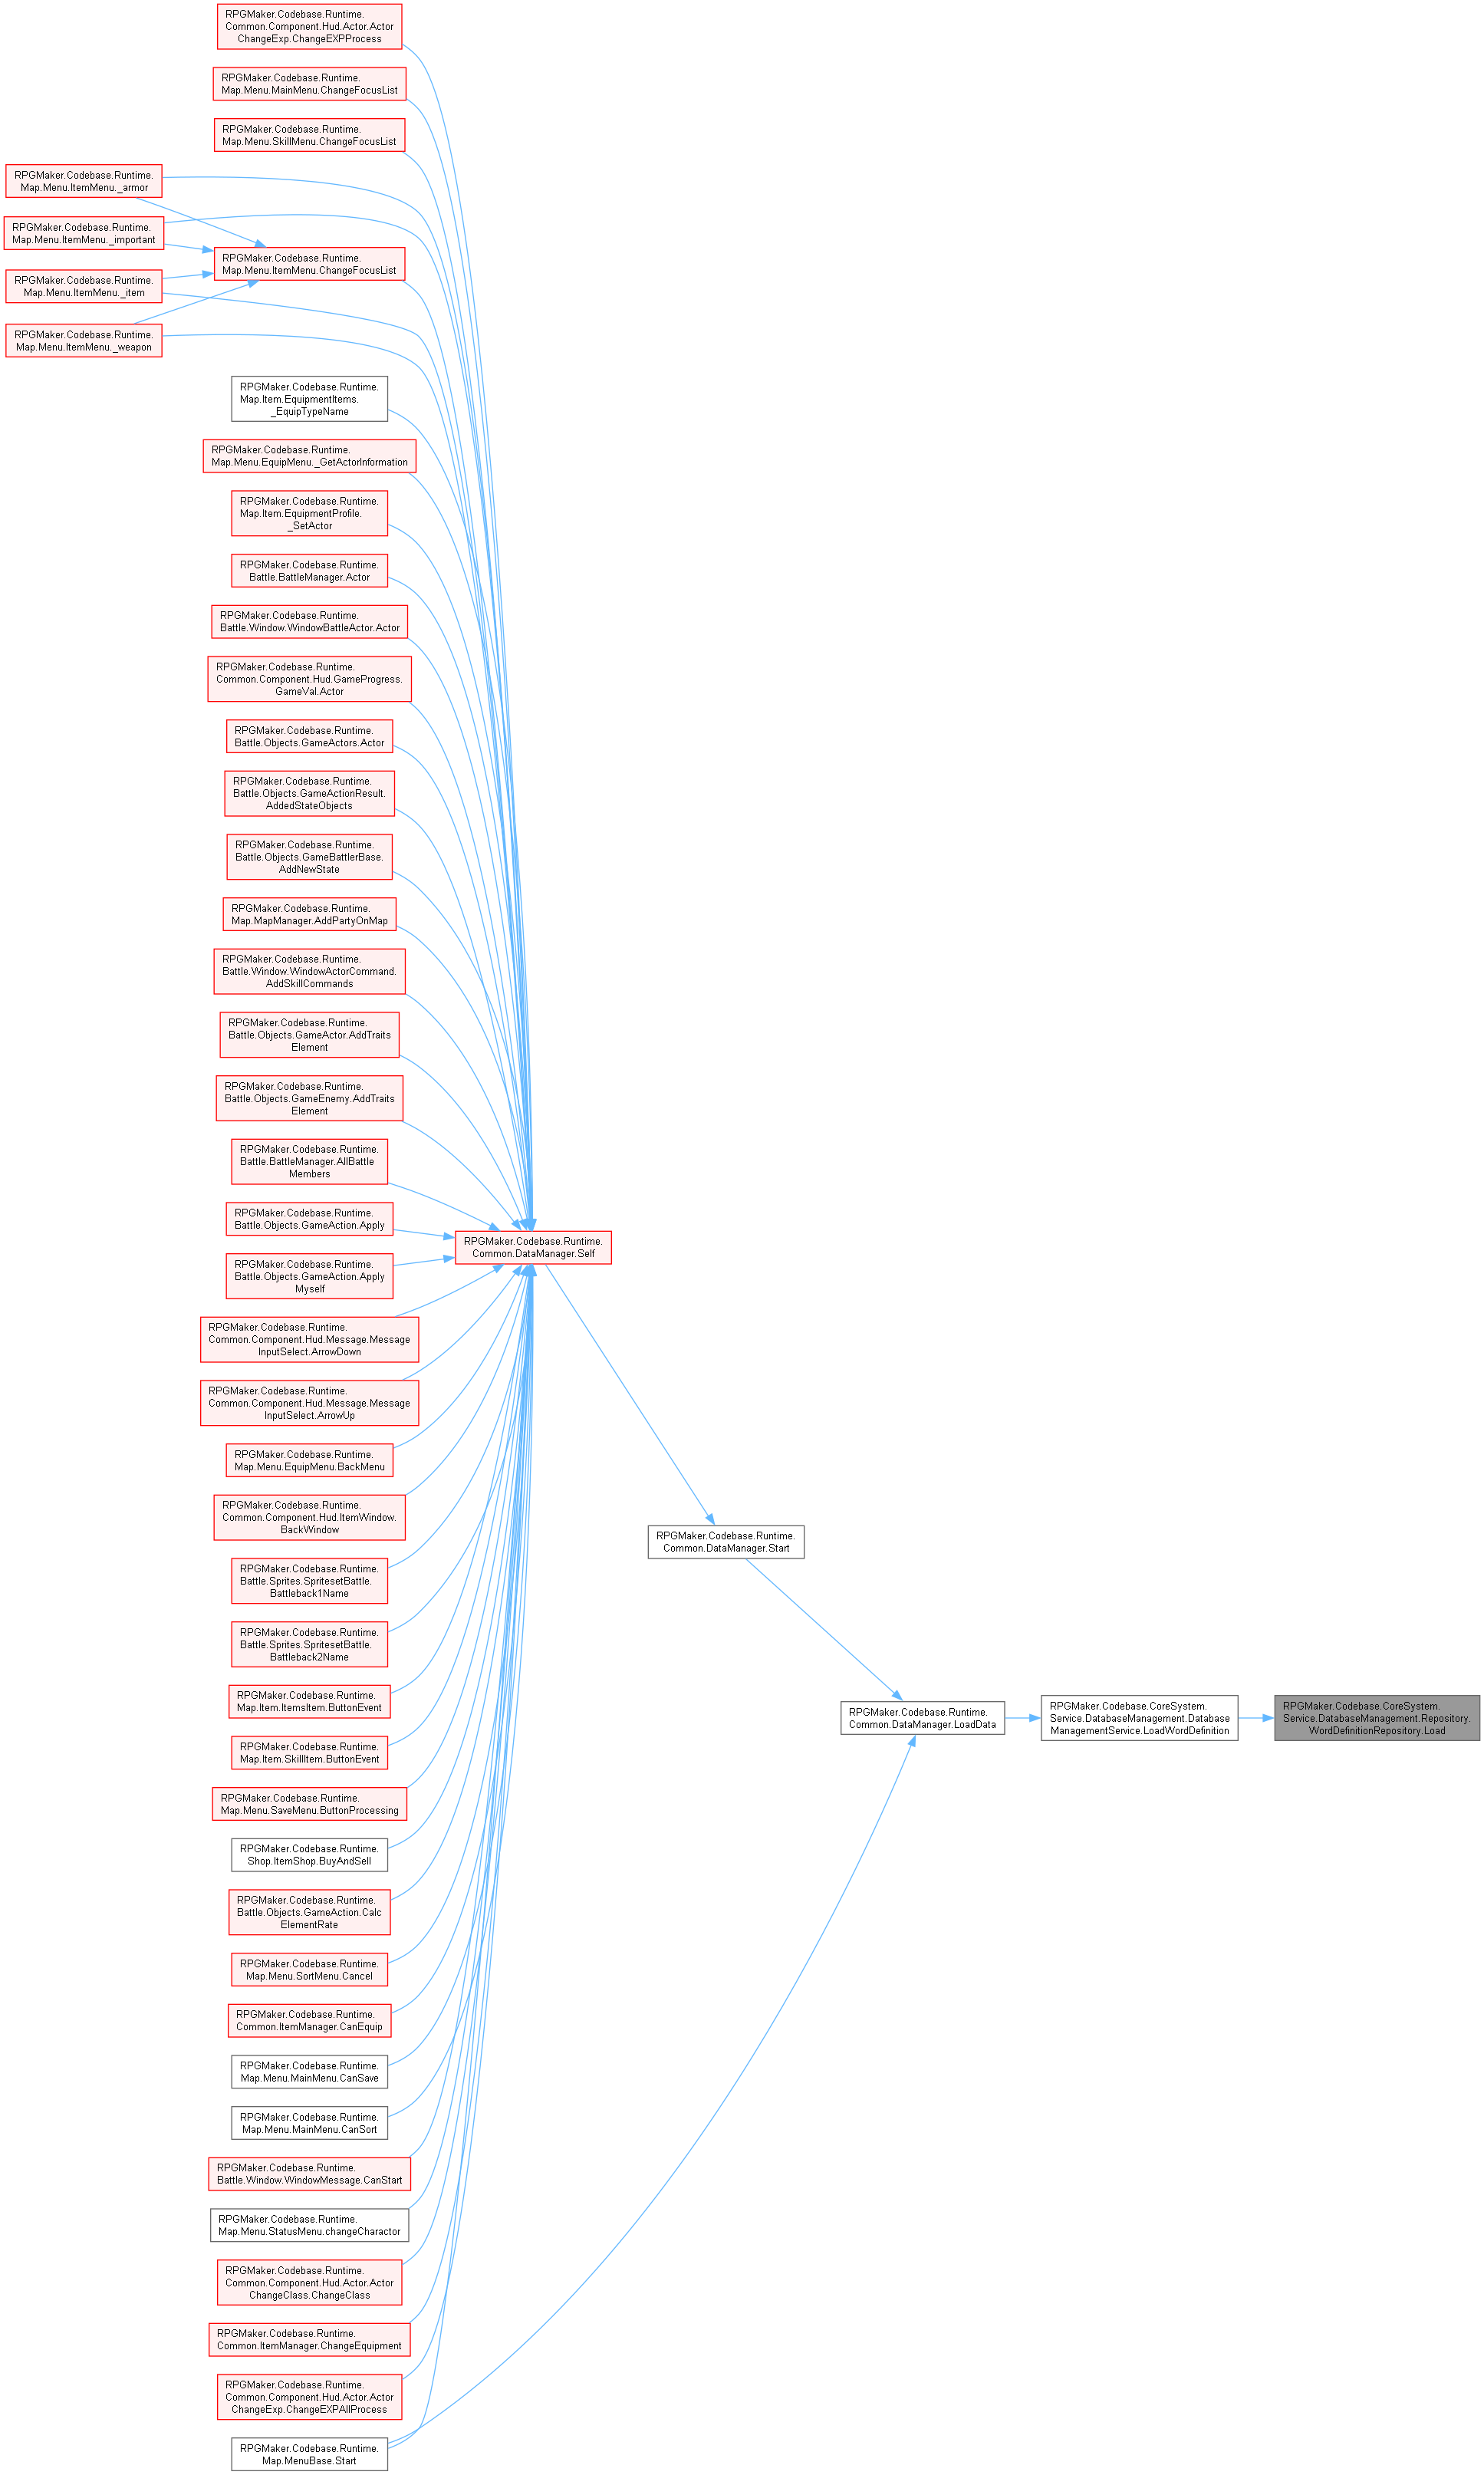 RPGMaker.Codebase.Runtime.
Common.Component.Hud.Actor.Actor
ChangeExp.ChangeEXPProcess
RPGMaker.Codebase.Runtime.
Map.Menu.MainMenu.ChangeFocusList
RPGMaker.Codebase.Runtime.
Map.Menu.SkillMenu.ChangeFocusList
RPGMaker.Codebase.Runtime.
Map.Menu.ItemMenu._armor
RPGMaker.Codebase.Runtime.
Map.Menu.ItemMenu._important
RPGMaker.Codebase.Runtime.
Map.Menu.ItemMenu.ChangeFocusList
RPGMaker.Codebase.Runtime.
Map.Menu.ItemMenu._item
RPGMaker.Codebase.Runtime.
Map.Menu.ItemMenu._weapon
RPGMaker.Codebase.Runtime.
Map.Item.EquipmentItems.
_EquipTypeName
RPGMaker.Codebase.Runtime.
Map.Menu.EquipMenu._GetActorInformation
RPGMaker.Codebase.Runtime.
Map.Item.EquipmentProfile.
_SetActor
RPGMaker.Codebase.Runtime.
Battle.BattleManager.Actor
RPGMaker.Codebase.Runtime.
Battle.Window.WindowBattleActor.Actor
RPGMaker.Codebase.Runtime.
Common.Component.Hud.GameProgress.
GameVal.Actor
RPGMaker.Codebase.Runtime.
Battle.Objects.GameActors.Actor
RPGMaker.Codebase.Runtime.
Battle.Objects.GameActionResult.
AddedStateObjects
RPGMaker.Codebase.Runtime.
Battle.Objects.GameBattlerBase.
AddNewState
RPGMaker.Codebase.Runtime.
Map.MapManager.AddPartyOnMap
RPGMaker.Codebase.Runtime.
Battle.Window.WindowActorCommand.
AddSkillCommands
RPGMaker.Codebase.Runtime.
Battle.Objects.GameActor.AddTraits
Element
RPGMaker.Codebase.Runtime.
Battle.Objects.GameEnemy.AddTraits
Element
RPGMaker.Codebase.Runtime.
Battle.BattleManager.AllBattle
Members
RPGMaker.Codebase.Runtime.
Battle.Objects.GameAction.Apply
RPGMaker.Codebase.Runtime.
Common.DataManager.Self
RPGMaker.Codebase.Runtime.
Battle.Objects.GameAction.Apply
Myself
RPGMaker.Codebase.Runtime.
Common.Component.Hud.Message.Message
InputSelect.ArrowDown
RPGMaker.Codebase.Runtime.
Common.Component.Hud.Message.Message
InputSelect.ArrowUp
RPGMaker.Codebase.Runtime.
Map.Menu.EquipMenu.BackMenu
RPGMaker.Codebase.Runtime.
Common.Component.Hud.ItemWindow.
BackWindow
RPGMaker.Codebase.Runtime.
Common.DataManager.Start
RPGMaker.Codebase.Runtime.
Battle.Sprites.SpritesetBattle.
Battleback1Name
RPGMaker.Codebase.Runtime.
Battle.Sprites.SpritesetBattle.
Battleback2Name
RPGMaker.Codebase.Runtime.
Map.Item.ItemsItem.ButtonEvent
RPGMaker.Codebase.Runtime.
Common.DataManager.LoadData
RPGMaker.Codebase.CoreSystem.
Service.DatabaseManagement.Database
ManagementService.LoadWordDefinition
RPGMaker.Codebase.CoreSystem.
Service.DatabaseManagement.Repository.
WordDefinitionRepository.Load
RPGMaker.Codebase.Runtime.
Map.Item.SkillItem.ButtonEvent
RPGMaker.Codebase.Runtime.
Map.Menu.SaveMenu.ButtonProcessing
RPGMaker.Codebase.Runtime.
Shop.ItemShop.BuyAndSell
RPGMaker.Codebase.Runtime.
Battle.Objects.GameAction.Calc
ElementRate
RPGMaker.Codebase.Runtime.
Map.Menu.SortMenu.Cancel
RPGMaker.Codebase.Runtime.
Common.ItemManager.CanEquip
RPGMaker.Codebase.Runtime.
Map.Menu.MainMenu.CanSave
RPGMaker.Codebase.Runtime.
Map.Menu.MainMenu.CanSort
RPGMaker.Codebase.Runtime.
Battle.Window.WindowMessage.CanStart
RPGMaker.Codebase.Runtime.
Map.Menu.StatusMenu.changeCharactor
RPGMaker.Codebase.Runtime.
Common.Component.Hud.Actor.Actor
ChangeClass.ChangeClass
RPGMaker.Codebase.Runtime.
Common.ItemManager.ChangeEquipment
RPGMaker.Codebase.Runtime.
Common.Component.Hud.Actor.Actor
ChangeExp.ChangeEXPAllProcess
RPGMaker.Codebase.Runtime.
Map.MenuBase.Start